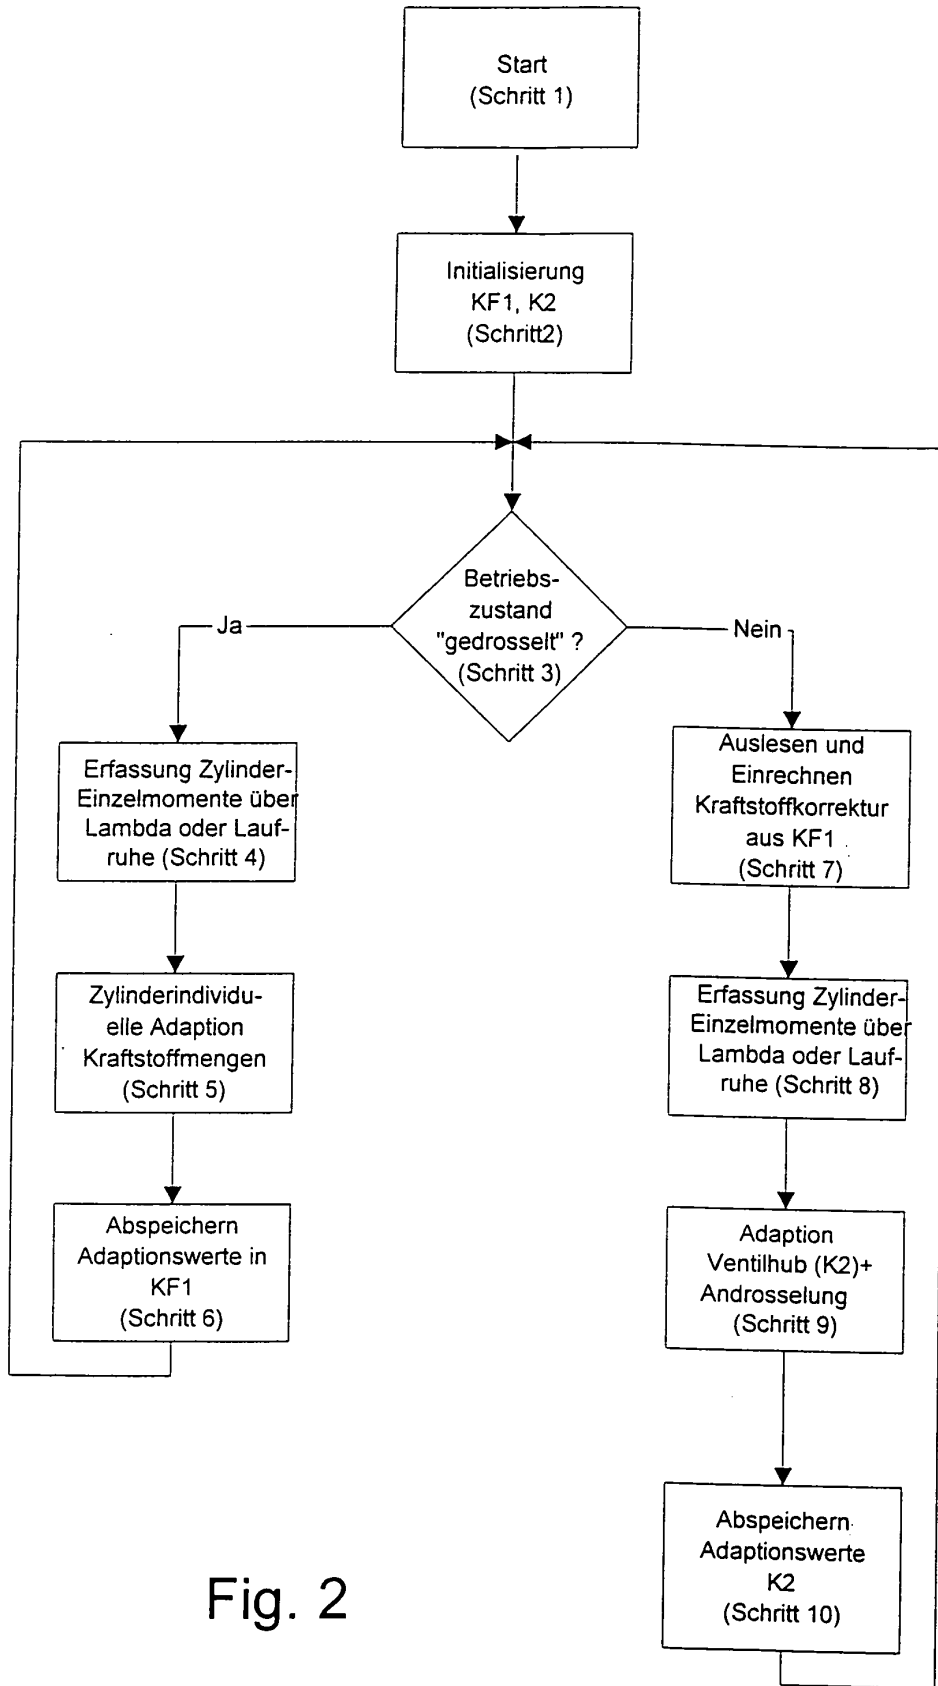 Start
(Schritt 1)
Initialisierung
KF1, K2
(Schritt2)
Betriebs-
zustand
"gedrosselt" ?
(Schritt 3)
Ja
Nein
Erfassung Zylinder-
Einzelmomente über
Lambda oder Lauf-
ruhe (Schritt 4)
Zylinderindividu-
elle Adaption
Kraftstoffmengen
(Schritt 5)
Abspeichern
Adaptionswerte in
KF1
(Schritt 6)
Auslesen und
Einrechnen
Kraftstoffkorrektur
aus KF1
(Schritt 7)
Erfassung Zylinder-
Einzelmomente über
Lambda oder Lauf-
ruhe (Schritt 8)
Adaption
Ventilhub (K2)+
Androsselung
(Schritt 9)
Abspeichern
Adaptionswerte
K2
(Schritt 10)
Fig. 2